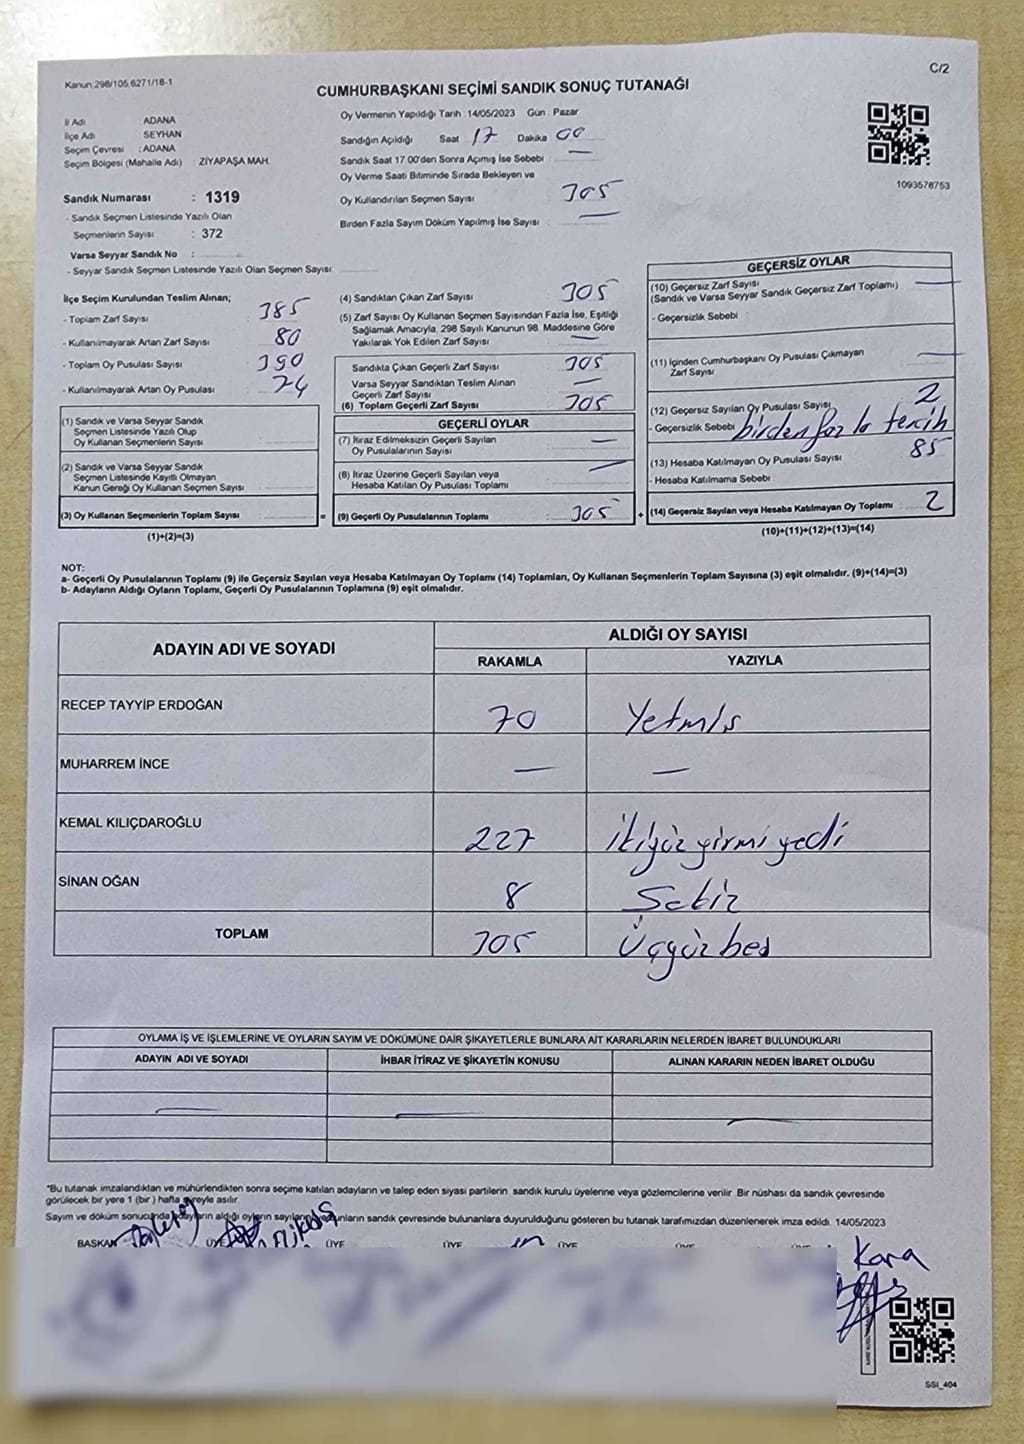 Kanun 298/105,6271/18-1
C/2
CUMHURBAŞKANI SEÇİMİ SANDIK SONUÇ TUTANAĞI
İl Adı ADANA
İlçe Adı SEYHAN
Seçim Çevresi : ADANA
Seçim Bölgesi (Mahalle Adı) : ZİYAPAŞA MAH.
Oy Vermenin Yapıldığı Tarih : 14/05/2023 Gün : Pazar
Sandığın Açıldığı Saat 17 Dakika 00
Sandık Saat 17 00'den Sonra Açımış İse Sebebi : —
Oy Verme Saati Bitiminde Sırada Bekleyen ve
Oy Kullandırılan Seçmen Sayısı 305
Birden Fazla Sayım Döküm Yapılmış İse Sayısı : —
1093578753
Sandık Numarası : 1319
- Sandık Seçmen Listesinde Yazılı Olan
Seçmenlerin Sayısı : 372
Varsa Seyyar Sandık No :
- Seyyar Sandık Seçmen Listesinde Yazılı Olan Seçmen Sayısı
İlçe Seçim Kurulundan Teslim Alınan;
- Toplam Zarf Sayısı 385
- Kullanılmayarak Artan Zarf Sayısı 80
- Toplam Oy Pusulası Sayısı 390
- Kullanılmayarak Artan Oy Pusulası 74
(1) Sandık ve Varsa Seyyar Sandık
Seçmen Listesinde Yazılı Olup
Oy Kullanan Seçmenlerin Sayısı
(2) Sandık ve Varsa Seyyar Sandık
Seçmen Listesinde Kayıtlı Olmayan
Kanun Gereği Oy Kullanan Seçmen Sayısı
(3) Oy Kullanan Seçmenlerin Toplam Sayısı =
(1)+(2)=(3)
(4) Sandıktan Çıkan Zarf Sayısı 305
(5) Zarf Sayısı Oy Kullanan Seçmen Sayısından Fazla İse, Eşitliği
Sağlamak Amacıyla, 298 Sayılı Kanunun 98. Maddesine Göre
Yakılarak Yok Edilen Zarf Sayısı —
Sandıkta Çıkan Geçerli Zarf Sayısı 305
Varsa Seyyar Sandıktan Teslim Alınan
Geçerli Zarf Sayısı —
(6) Toplam Geçerli Zarf Sayısı 305
GEÇERLİ OYLAR
(7) İtiraz Edilmeksizin Geçerli Sayılan
Oy Pusulasının Sayısı —
(8) İtiraz Üzerine Geçerli Sayılan veya
Hesaba Katılan Oy Pusulası Toplamı —
(9) Geçerli Oy Pusulalarının Toplamı 305 +
GEÇERSİZ OYLAR
(10) Geçersiz Zarf Sayısı
(Sandık ve Varsa Seyyar Sandık Geçersiz Zarf Toplamı) —
- Geçersizlik Sebebi
(11) İçinden Cumhurbaşkanı Oy Pusulası Çıkmayan
Zarf Sayısı —
(12) Geçersiz Sayılan Oy Pusulası Sayısı 2
- Geçersizlik Sebebi birden fazla tercih
(13) Hesaba Katılmayan Oy Pusulası Sayısı 85
- Hesaba Katılmama Sebebi :
(14) Geçersiz Sayılan veya Hesaba Katılmayan Oy Toplamı 2
(10)+(11)+(12)+(13)=(14)
NOT:
a- Geçerli Oy Pusulalarının Toplamı (9) ile Geçersiz Sayılan veya Hesaba Katılmayan Oy Toplamı (14) Toplamları, Oy Kullanan Seçmenlerin Toplam Sayısına (3) eşit olmalıdır. (9)+(14)=(3)
b- Adayların Aldığı Oyların Toplamı, Geçerli Oy Pusulalarının Toplamına (9) eşit olmalıdır.
ADAYIN ADI VE SOYADI ALDIĞI OY SAYISI
RAKAMLA YAZIYLA
RECEP TAYYİP ERDOĞAN 70 Yetmiş
MUHARREM İNCE — —
KEMAL KILIÇDAROĞLU 227 ikiyüz yirmi yedi
SİNAN OĞAN 8 Sekiz
TOPLAM 305 Üçyüz beş
OYLAMA İŞ VE İŞLEMLERİNE VE OYLARIN SAYIM VE DÖKÜMÜNE DAİR ŞİKAYETLERLE BUNLARA AİT KARARLARIN NELERDEN İBARET BULUNDUKLARI
ADAYIN ADI VE SOYADI İHBAR İTİRAZ VE ŞİKAYETİN KONUSU ALINAN KARARIN NEDEN İBARET OLDUĞU
— — —
"Bu tutanak imzalandıktan ve mühürlendikten sonra seçime katılan adayların ve talep eden siyasi partilerin sandık kurulu üyelerine veya gözlemcilerine verilir. Bir nüshası da sandık çevresinde
görülecek bir yere 1 (bir) hafta süreyle asılır
Sayım ve döküm sonucunda adayların aldığı oyların sayıları bunların sandık çevresinde bulunanlara duyurulduğunu gösteren bu tutanak tarafımızdan düzenlenerek imza edildi. 14/05/2023
BAŞKAN ÜYE ÜYE ÜYE ÜYE ÜYE ÜYE
Kara
SSI_404